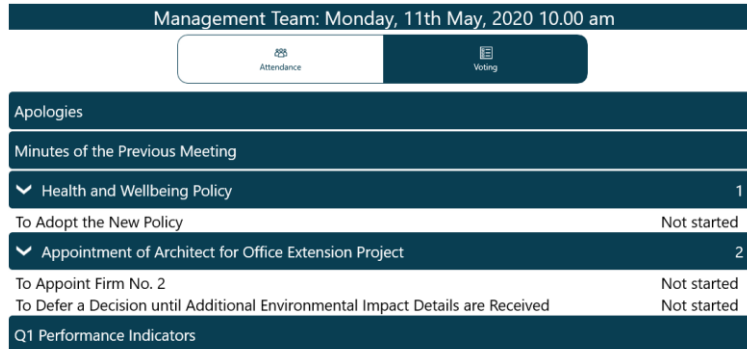 Management Team: Monday, 11th May, 2020 10.00 am
Attendance Voting
Apologies
Minutes of the Previous Meeting
Health and Wellbeing Policy 1
To Adopt the New Policy Not started
Appointment of Architect for Office Extension Project 2
To Appoint Firm No. 2 Not started
To Defer a Decision until Additional Environmental Impact Details are Received Not started
Q1 Performance Indicators